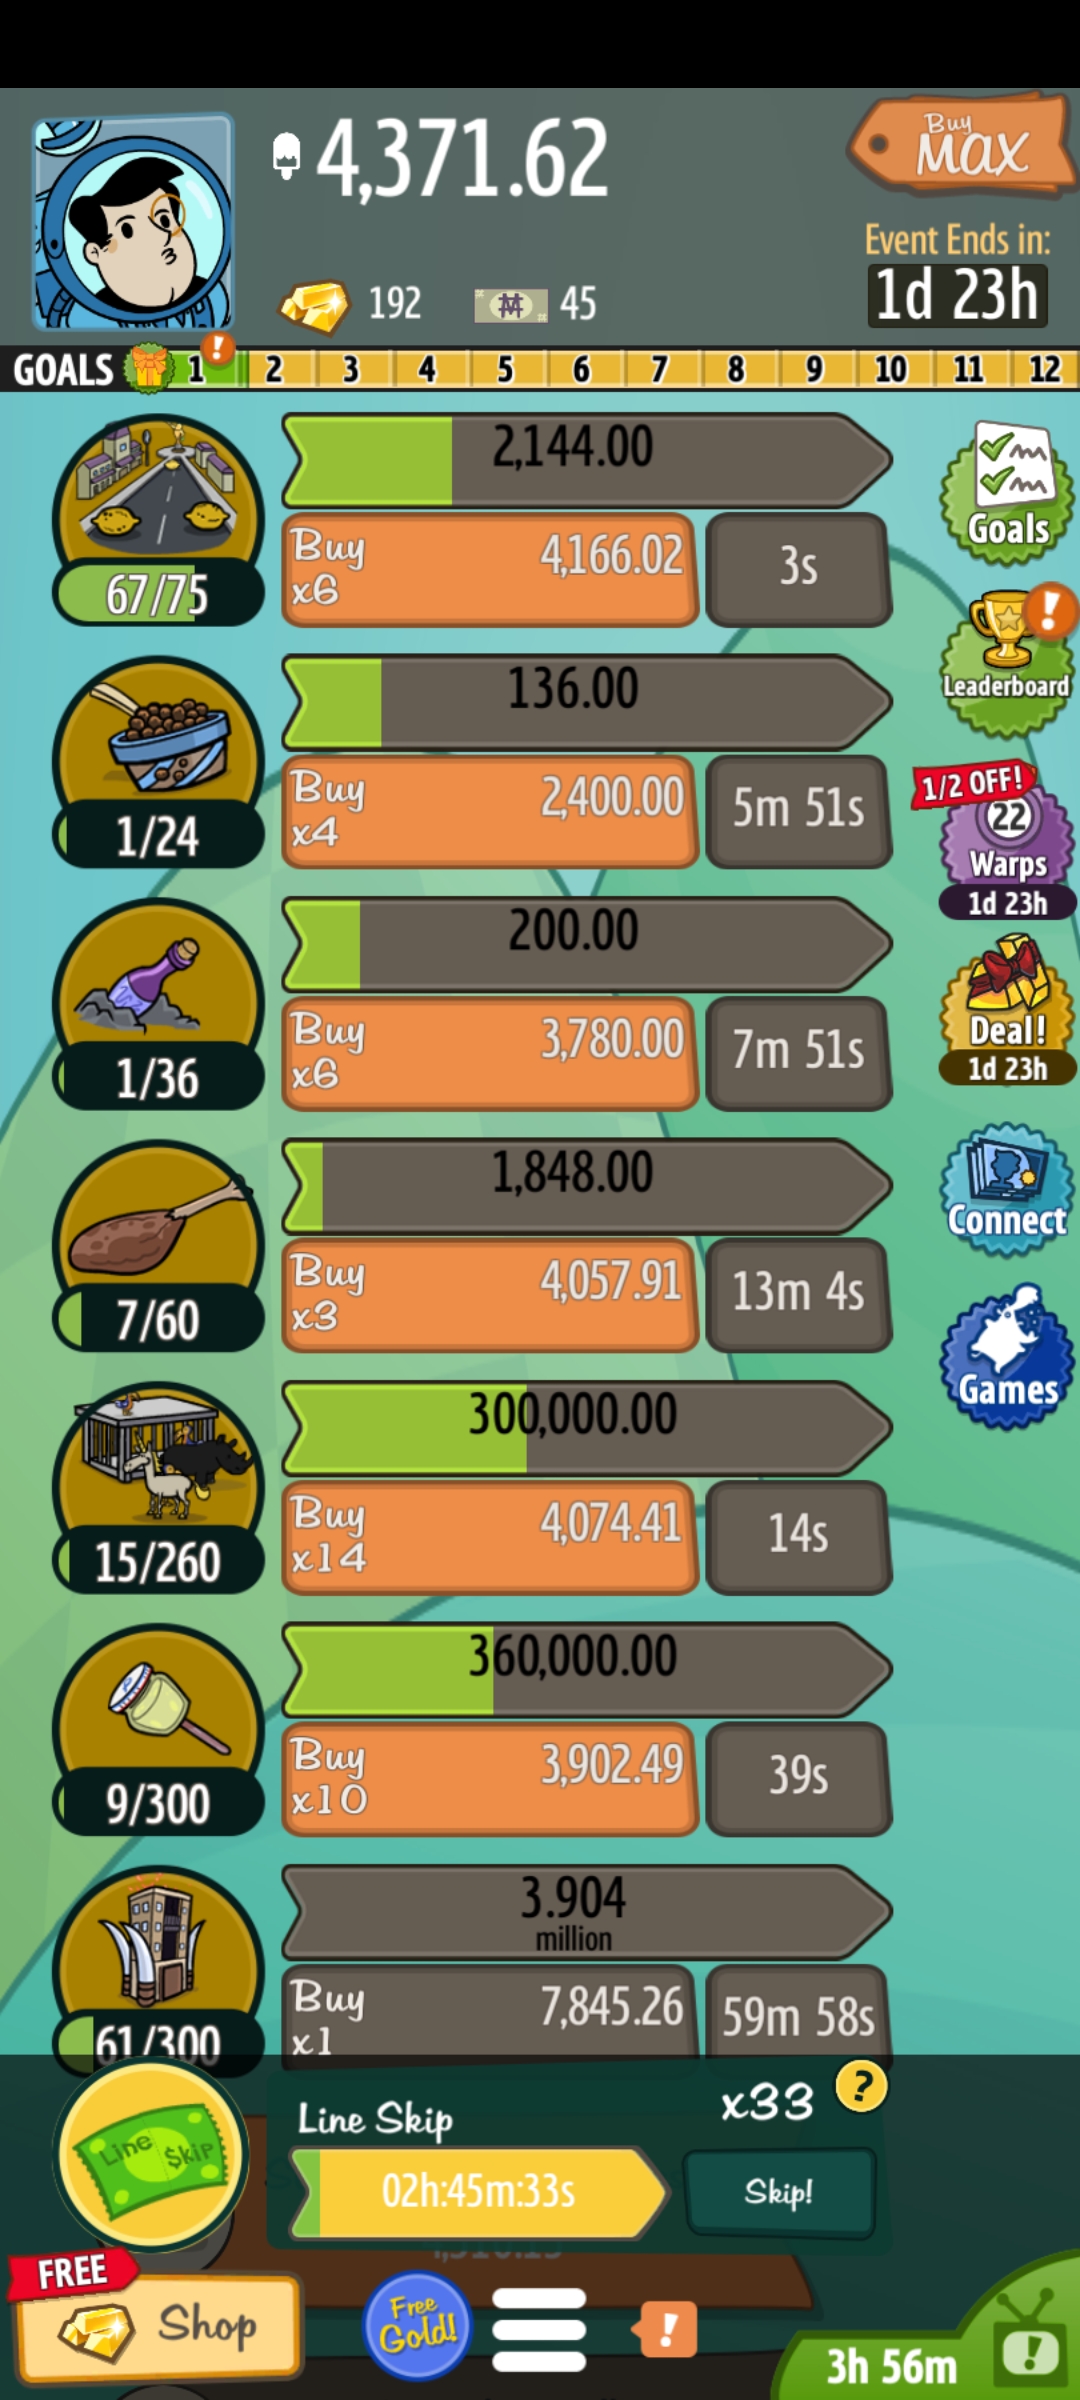 4,371.62
Buy
MAX
Event Ends in:
1d 23h
192
45
GOALS 1 ! 2 3 4 5 6 7 8 9 10 11 12
2,144.00
Buy
x6
4,166.02
3s
67/75
Goals
136.00
Buy
x4
2,400.00
5m 51s
1/24
!
Leaderboard
1/2 OFF!
22
Warps
1d 23h
200.00
Buy
x6
3,780.00
7m 51s
1/36
Deal!
1d 23h
1,848.00
Buy
x3
4,057.91
13m 4s
7/60
Connect
300,000.00
Buy
x14
4,074.41
14s
15/260
Games
360,000.00
Buy
x10
3,902.49
39s
9/300
3.904
million
Buy
x1
7,845.26
59m 58s
61/300
Line Skip
Line $kip
x33
?
02h:45m:33s
Skip!
FREE
Shop
Free
Gold!
!
3h 56m
!